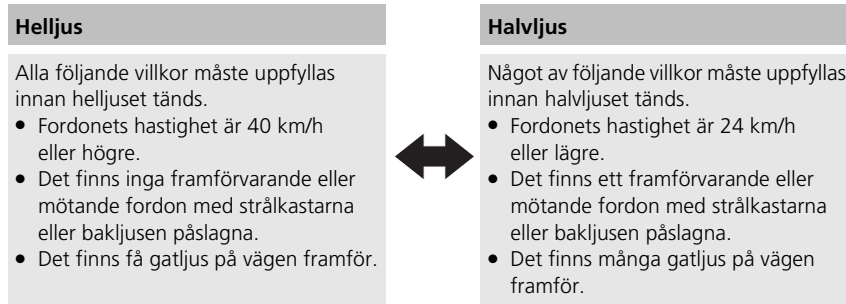 Helljus
Alla följande villkor måste uppfyllas
innan helljuset tänds.
● Fordonets hastighet är 40 km/h
eller högre.
● Det finns inga framförvarande eller
mötande fordon med strålkastarna
eller bakljusen påslagna.
● Det finns få gatljus på vägen framför.
Halvljus
Något av följande villkor måste uppfyllas
innan halvljuset tänds.
● Fordonets hastighet är 24 km/h
eller lägre.
● Det finns ett framförvarande eller
mötande fordon med strålkastarna
eller bakljusen påslagna.
● Det finns många gatljus på vägen
framför.